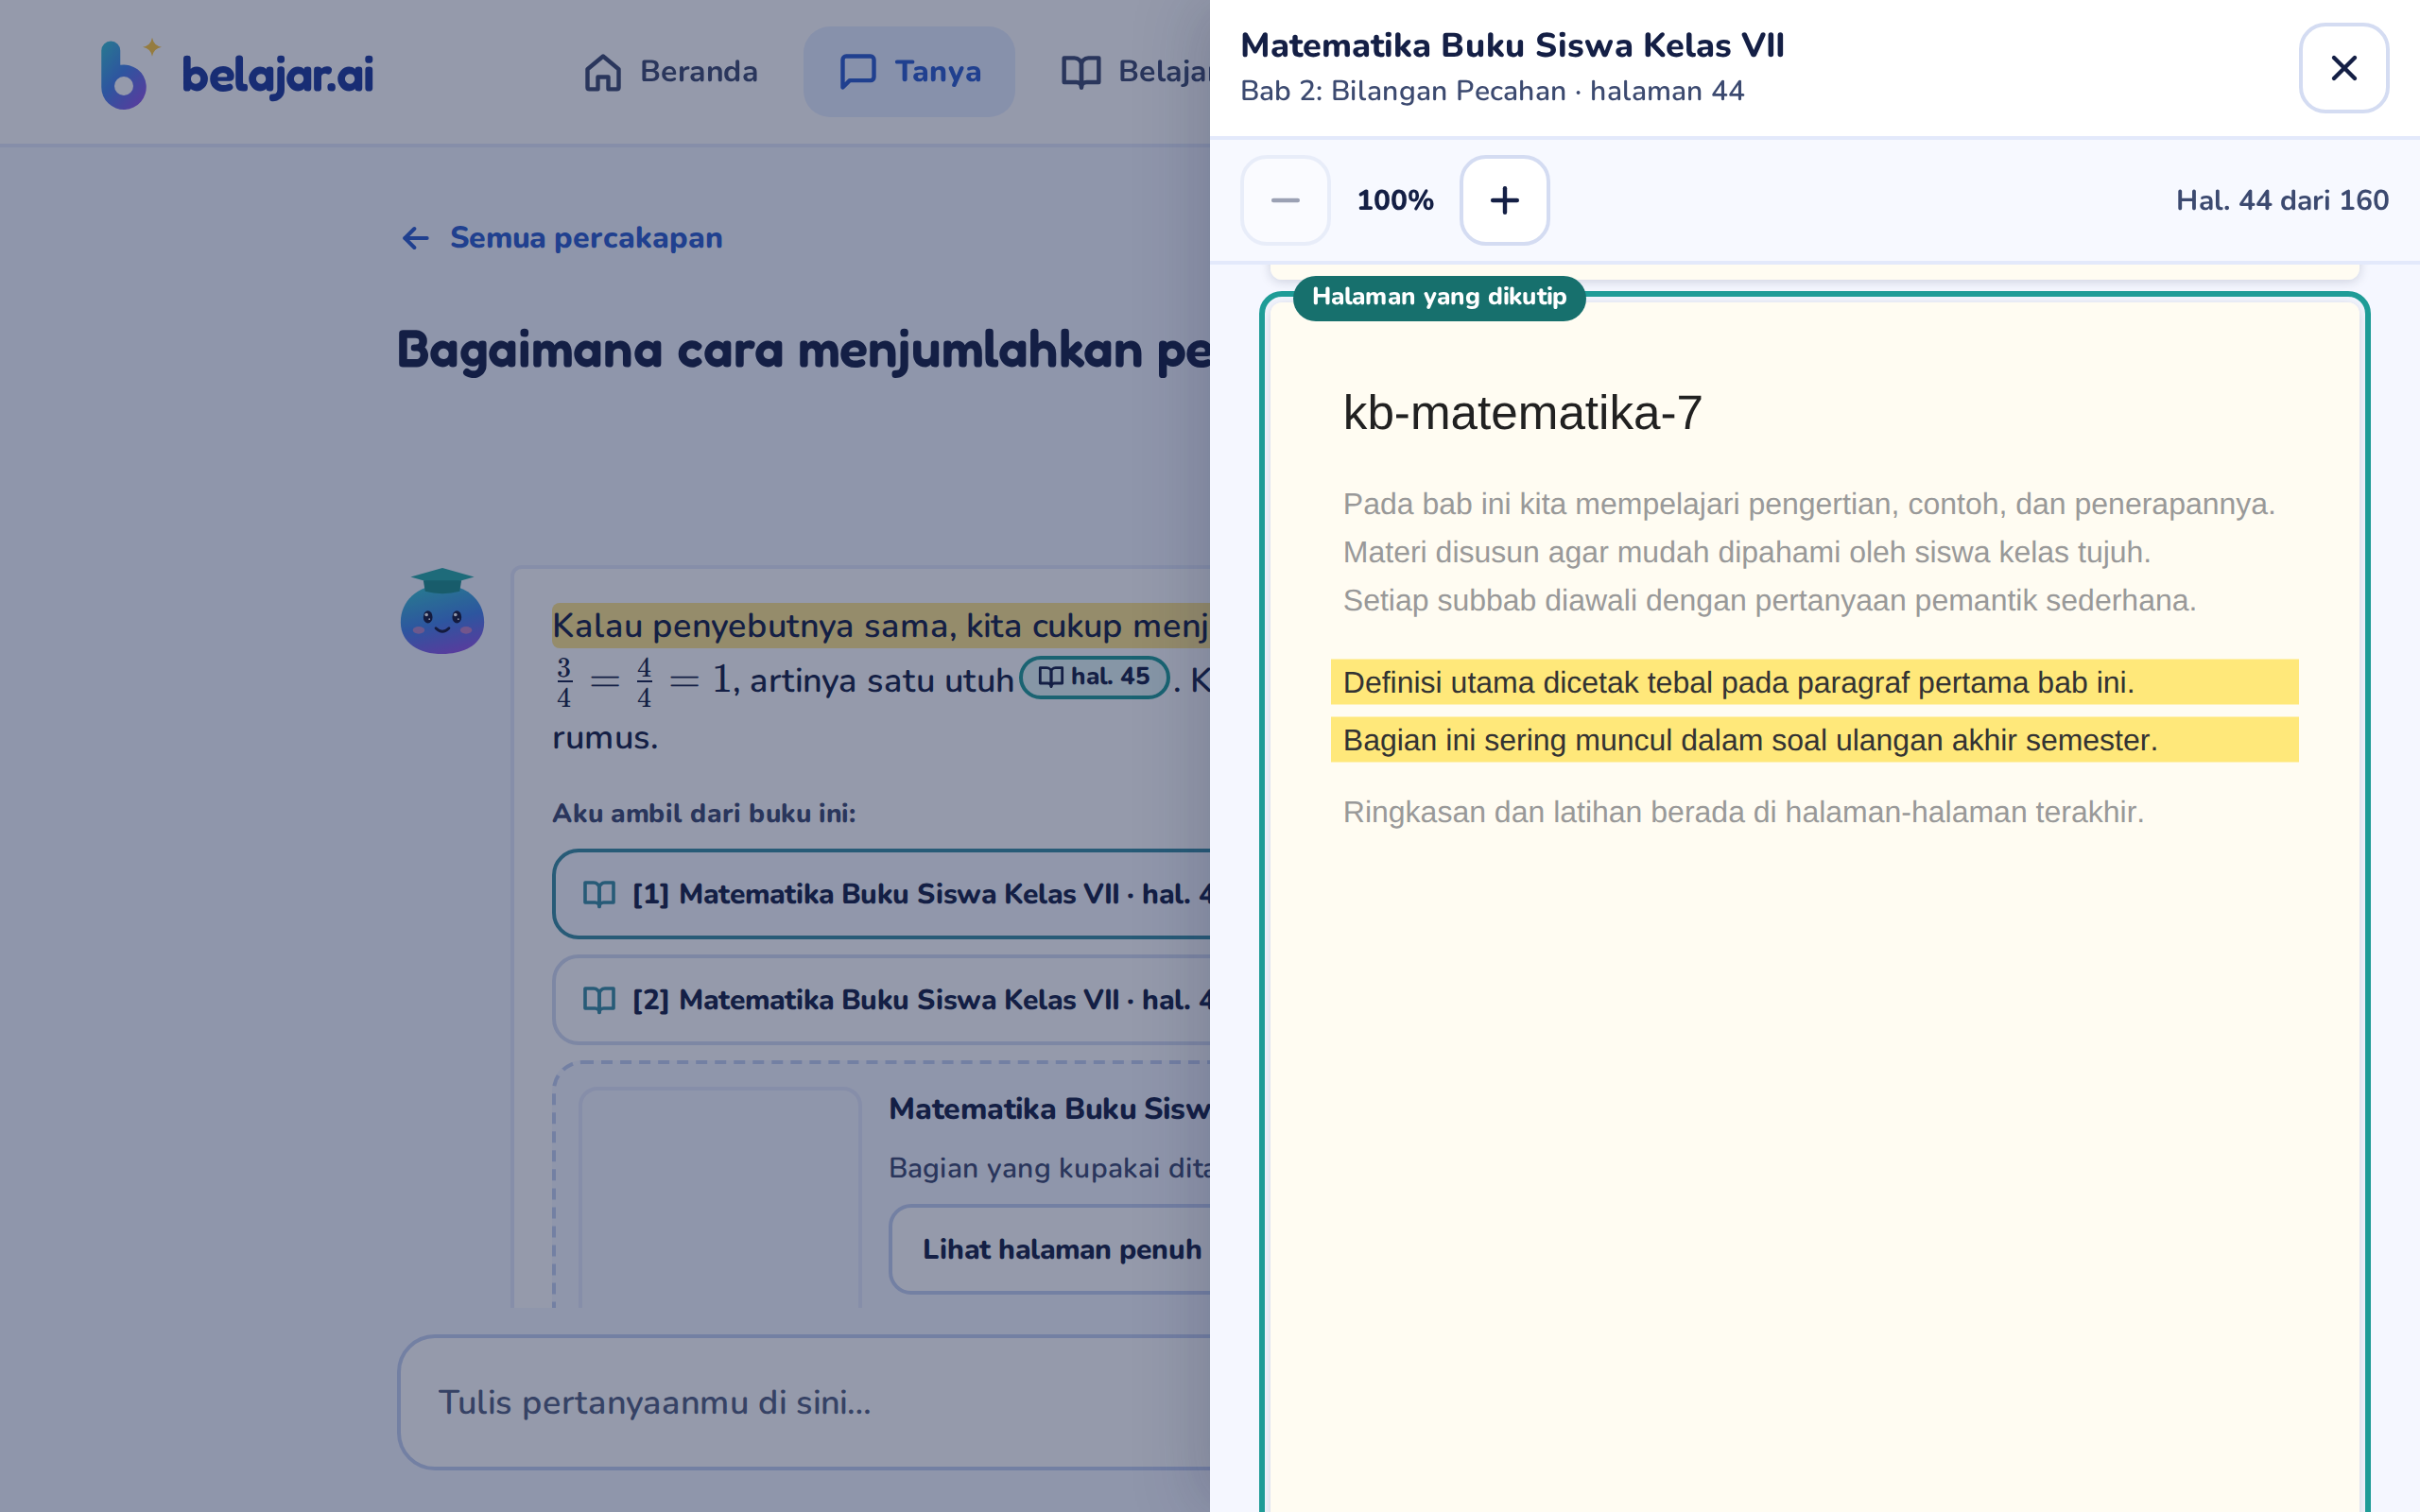 belajar.ai
Beranda
Tanya
Belajar
Semua percakapan
Bagaimana cara menjumlahkan pe
Kalau penyebutnya sama, kita cukup menj
3/4 = 4/4 = 1, artinya satu utuh hal. 45 . K
rumus.
Aku ambil dari buku ini:
[1] Matematika Buku Siswa Kelas VII · hal. 4
[2] Matematika Buku Siswa Kelas VII · hal. 4
Matematika Buku Sisw
Bagian yang kupakai dita
Lihat halaman penuh
Tulis pertanyaanmu di sini...
Matematika Buku Siswa Kelas VII
Bab 2: Bilangan Pecahan · halaman 44
100%
Hal. 44 dari 160
Halaman yang dikutip
kb-matematika-7
Pada bab ini kita mempelajari pengertian, contoh, dan penerapannya.
Materi disusun agar mudah dipahami oleh siswa kelas tujuh.
Setiap subbab diawali dengan pertanyaan pemantik sederhana.
Definisi utama dicetak tebal pada paragraf pertama bab ini.
Bagian ini sering muncul dalam soal ulangan akhir semester.
Ringkasan dan latihan berada di halaman-halaman terakhir.